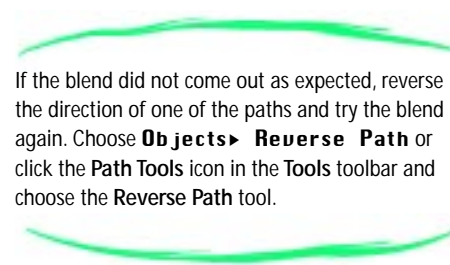 If the blend did not come out as expected, reverse
the direction of one of the paths and try the blend
again. Choose Objects▸ Reverse Path or
click the Path Tools icon in the Tools toolbar and
choose the Reverse Path tool.